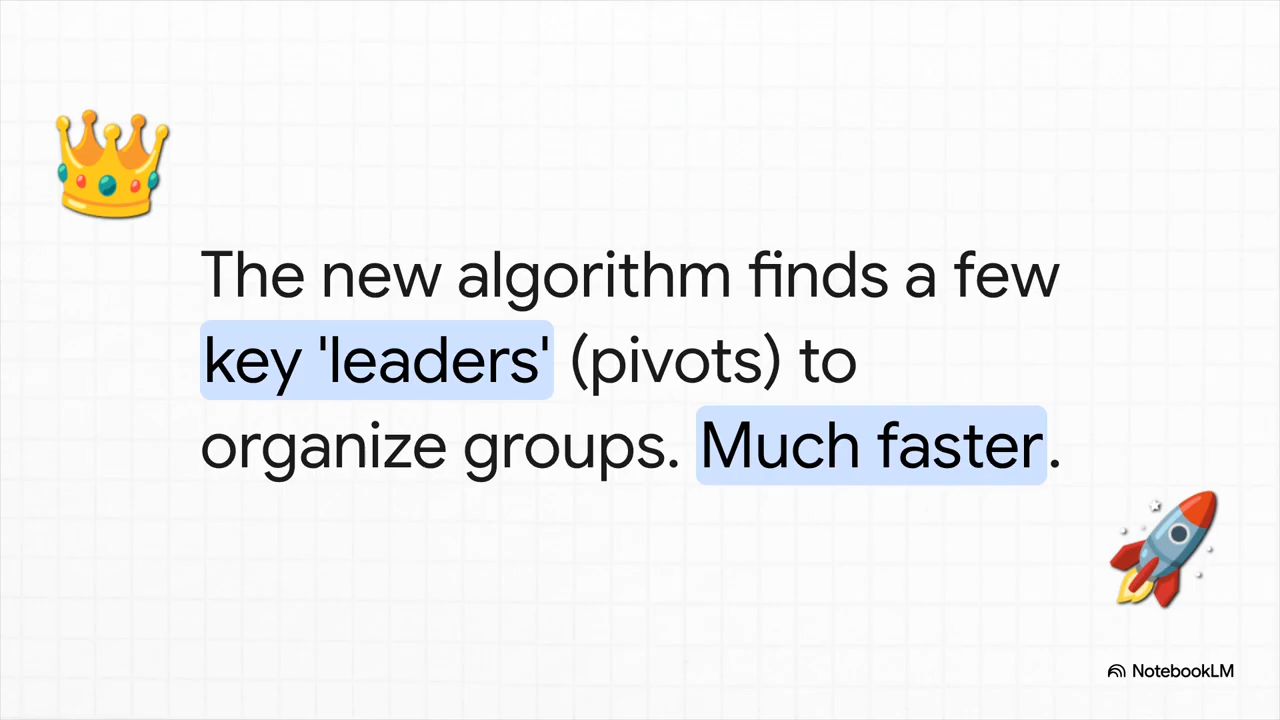 The new algorithm finds a few
key 'leaders' (pivots) to
organize groups. Much faster.
NotebookLM